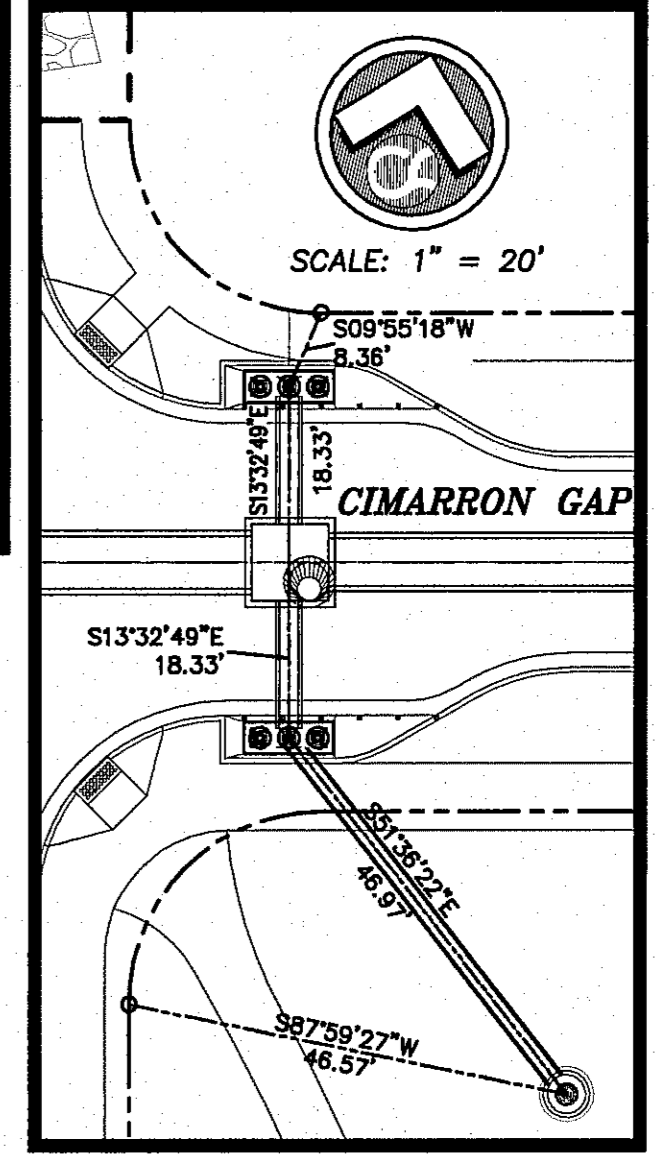 SCALE: 1" = 20'
S09°55'18"W
8.36'
S13°32'49"E
18.33'
CIMARRON GAP
S13°32'49"E
18.33'
S51°36'22"E
46.97'
S87°59'27"W
46.57'